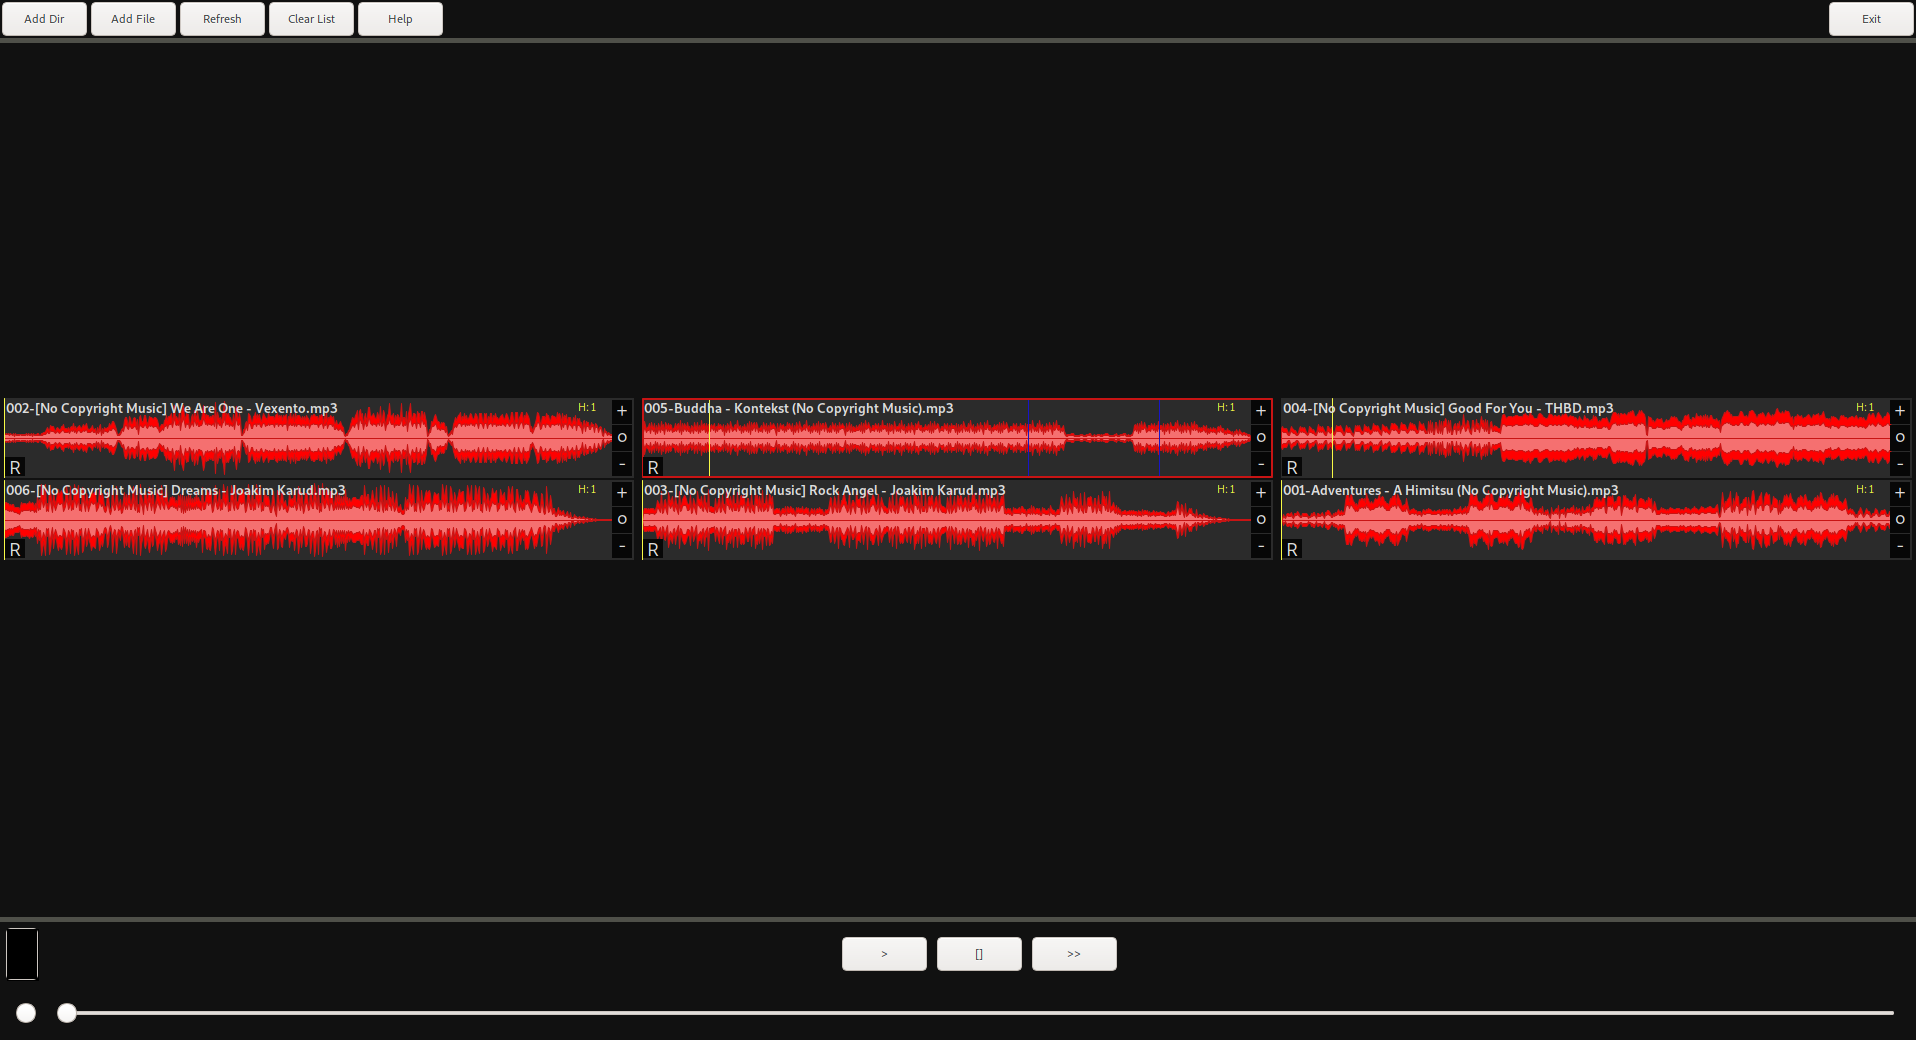 Add Dir Add File Refresh Clear List Help Exit
002-[No Copyright Music] We Are One - Vexento.mp3 H:1 +
o
R -
005-Buddha - Kontekst (No Copyright Music).mp3 H:1 +
o
R -
004-[No Copyright Music] Good For You - THBD.mp3 H:1 +
o
R -
006-[No Copyright Music] Dreams - Joakim Karud.mp3 H:1 +
o
R -
003-[No Copyright Music] Rock Angel - Joakim Karud.mp3 H:1 +
o
R -
001-Adventures - A Himitsu (No Copyright Music).mp3 H:1 +
o
R -
> [] >>